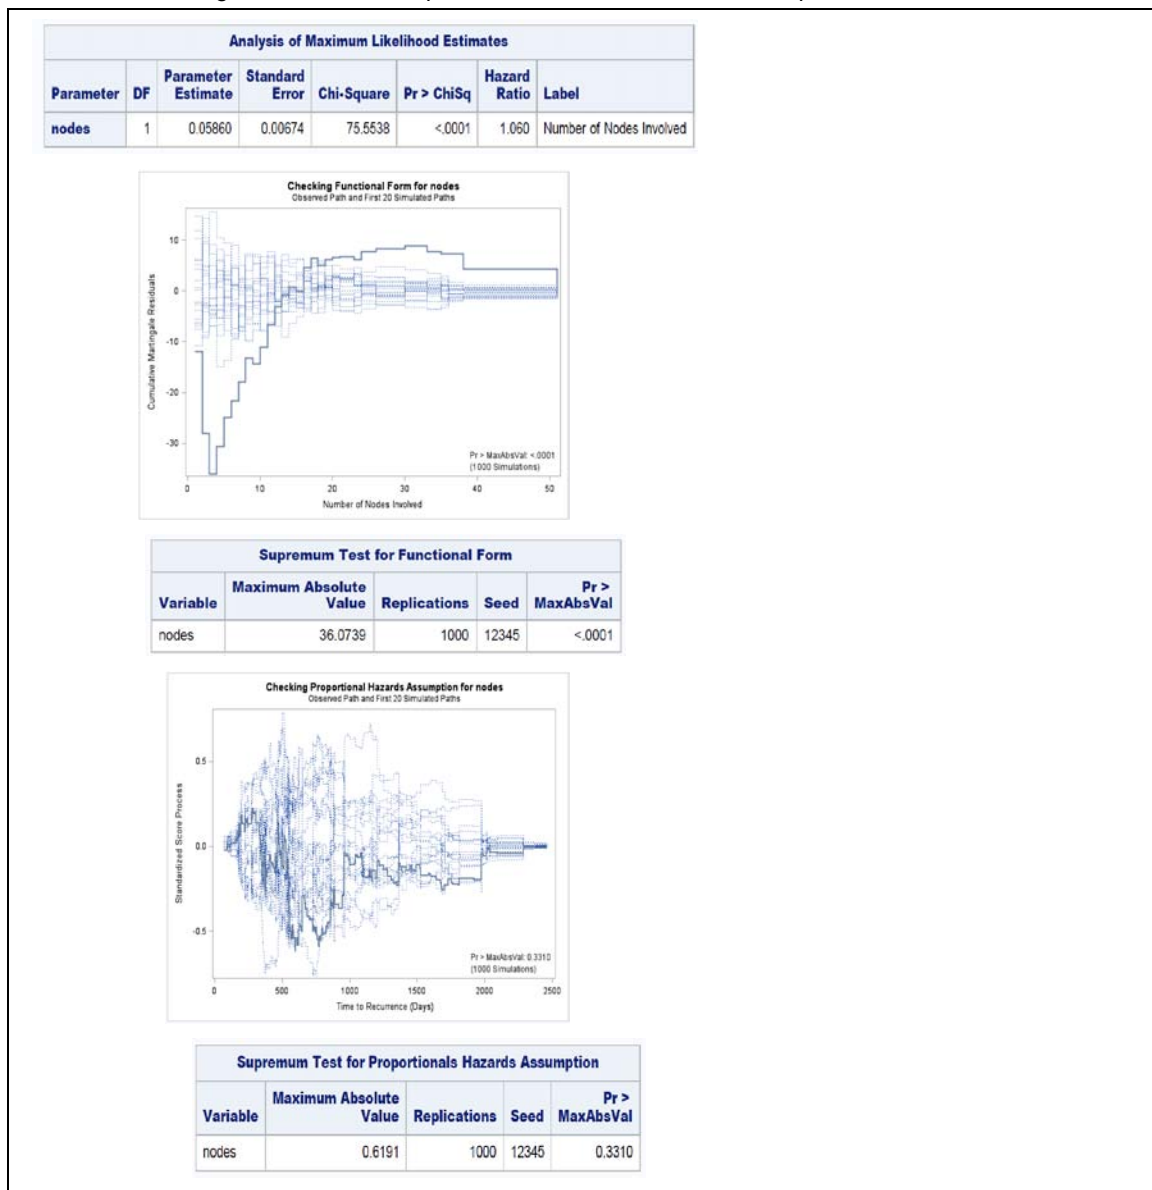 Analysis of Maximum Likelihood Estimates
Parameter DF Parameter Estimate Standard Error Chi-Square Pr > ChiSq Hazard Ratio Label
nodes 1 0.05860 0.00674 75.5538 <.0001 1.060 Number of Nodes Involved
Checking Functional Form for nodes
Observed Path and First 20 Simulated Paths
Cumulative Martingale Residuals
10
0
-10
-20
-30
Pr > MaxAbsVal: <.0001
(1000 Simulations)
0 10 20 30 40 50
Number of Nodes Involved
Supremum Test for Functional Form
Variable Maximum Absolute Value Replications Seed Pr > MaxAbsVal
nodes 36.0739 1000 12345 <.0001
Checking Proportional Hazards Assumption for nodes
Observed Path and First 20 Simulated Paths
Standardized Score Process
0.5
0.0
-0.5
Pr > MaxAbsVal: 0.3310
(1000 Simulations)
0 500 1000 1500 2000 2500
Time to Recurrence (Days)
Supremum Test for Proportionals Hazards Assumption
Variable Maximum Absolute Value Replications Seed Pr > MaxAbsVal
nodes 0.6191 1000 12345 0.3310